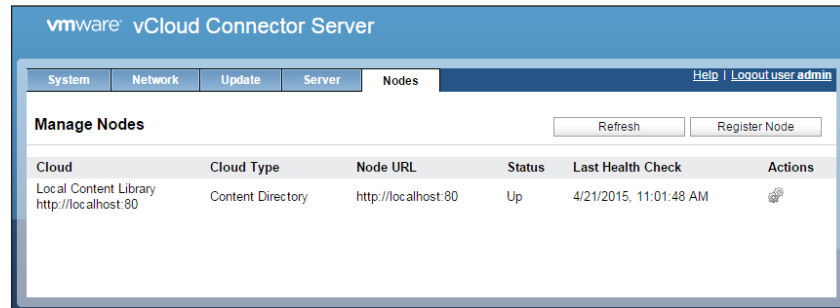 vmware vCloud Connector Server
System Network Update Server Nodes Help | Logout user admin
Manage Nodes Refresh Register Node
Cloud Cloud Type Node URL Status Last Health Check Actions
Local Content Library
http://localhost:80 Content Directory http://localhost:80 Up 4/21/2015, 11:01:48 AM